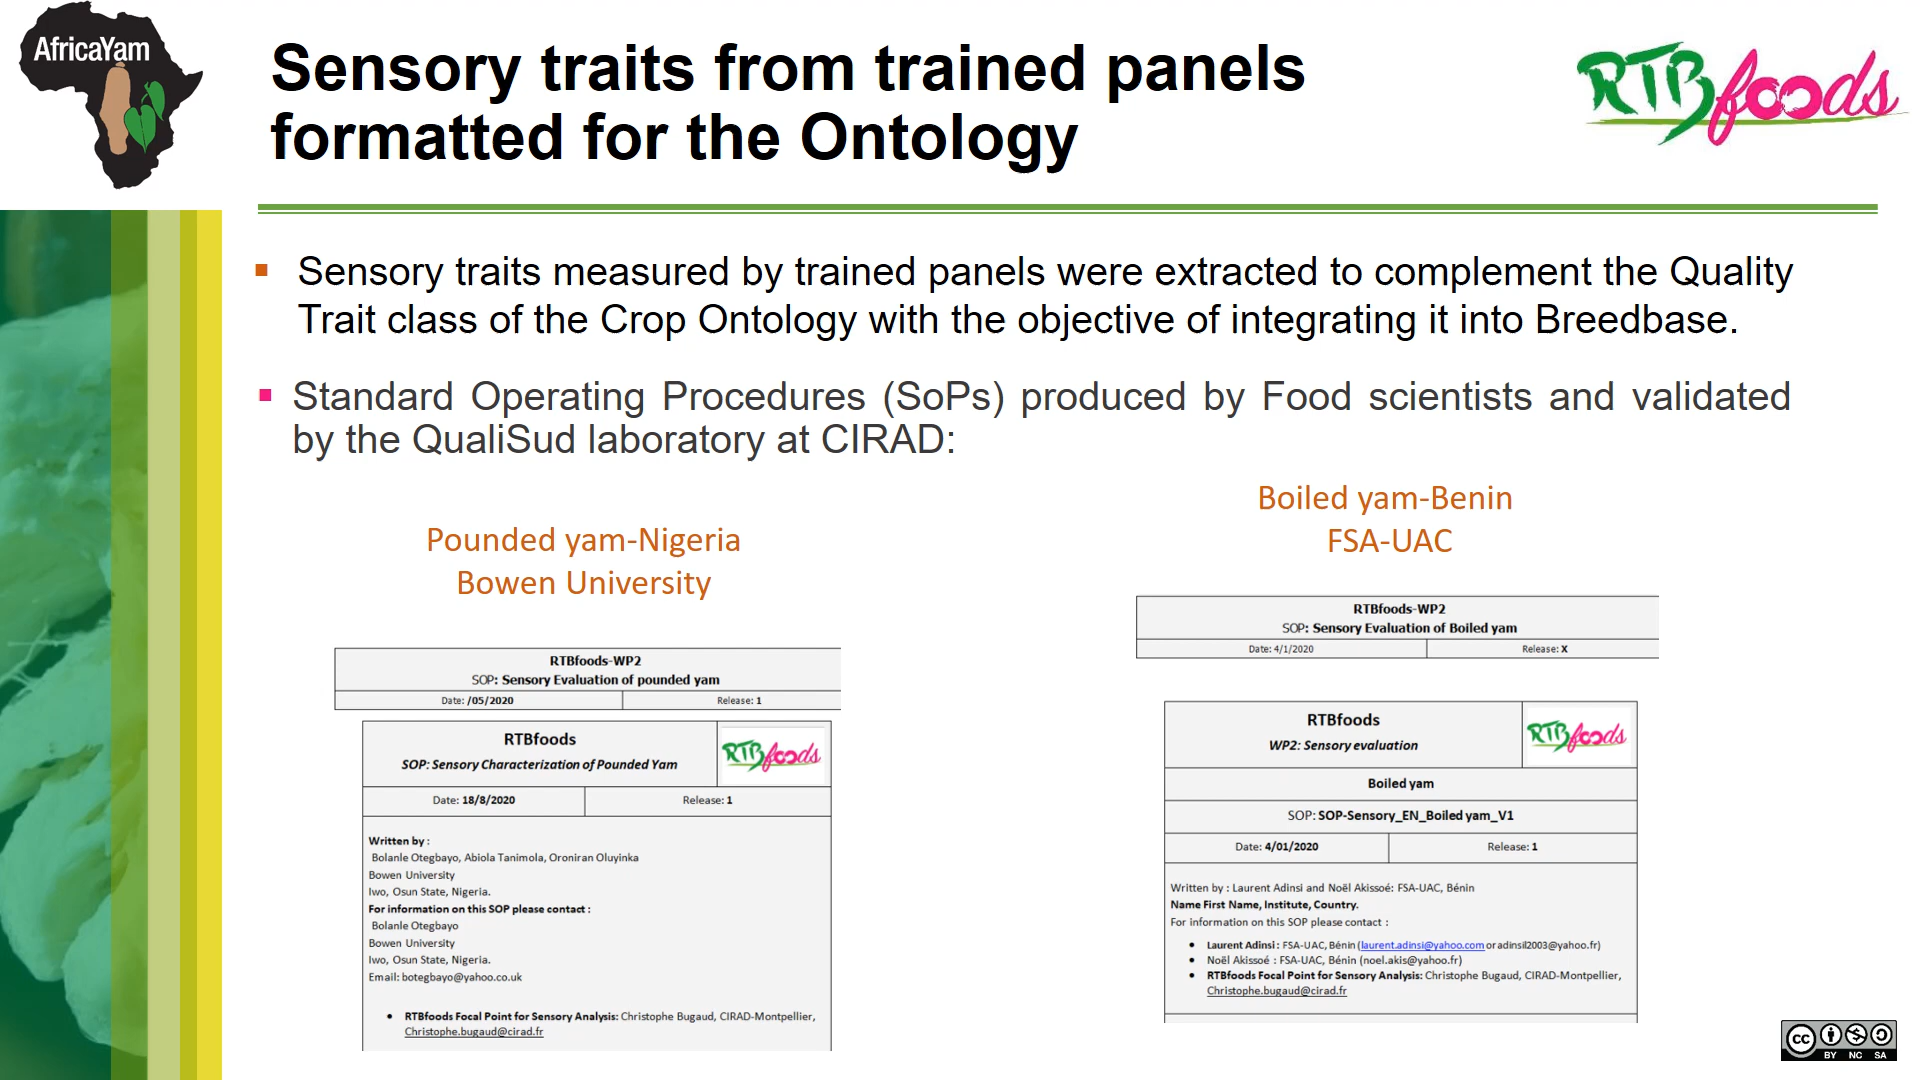 AfricaYam
Sensory traits from trained panels
formatted for the Ontology
RTBfoods
▪ Sensory traits measured by trained panels were extracted to complement the Quality
Trait class of the Crop Ontology with the objective of integrating it into Breedbase.
▪ Standard Operating Procedures (SoPs) produced by Food scientists and validated
by the QualiSud laboratory at CIRAD:
Pounded yam-Nigeria
Bowen University
RTBfoods-WP2
SOP: Sensory Evaluation of pounded yam
Date: /05/2020 Release: 1
RTBfoods
SOP: Sensory Characterization of Pounded Yam
RTBfoods
Date: 18/8/2020 Release: 1
Written by :
Bolanle Otegbayo, Abiola Tanimola, Oroniran Oluyinka
Bowen University
Iwo, Osun State, Nigeria.
For information on this SOP please contact :
Bolanle Otegbayo
Bowen University
Iwo, Osun State, Nigeria.
Email: botegbayo@yahoo.co.uk
• RTBfoods Focal Point for Sensory Analysis: Christophe Bugaud, CIRAD-Montpellier,
Christophe.bugaud@cirad.fr
Boiled yam-Benin
FSA-UAC
RTBfoods-WP2
SOP: Sensory Evaluation of Boiled yam
Date: 4/1/2020 Release: X
RTBfoods
WP2: Sensory evaluation
RTBfoods
Boiled yam
SOP: SOP-Sensory_EN_Boiled yam_V1
Date: 4/01/2020 Release: 1
Written by : Laurent Adinsi and Noël Akissoé: FSA-UAC, Bénin
Name First Name, Institute, Country.
For information on this SOP please contact :
• Laurent Adinsi : FSA-UAC, Bénin (laurent.adinsi@yahoo.com or adinsil2003@yahoo.fr)
• Noël Akissoé : FSA-UAC, Bénin (noel.akis@yahoo.fr)
• RTBfoods Focal Point for Sensory Analysis: Christophe Bugaud, CIRAD-Montpellier,
Christophe.bugaud@cirad.fr
cc
BY NC SA